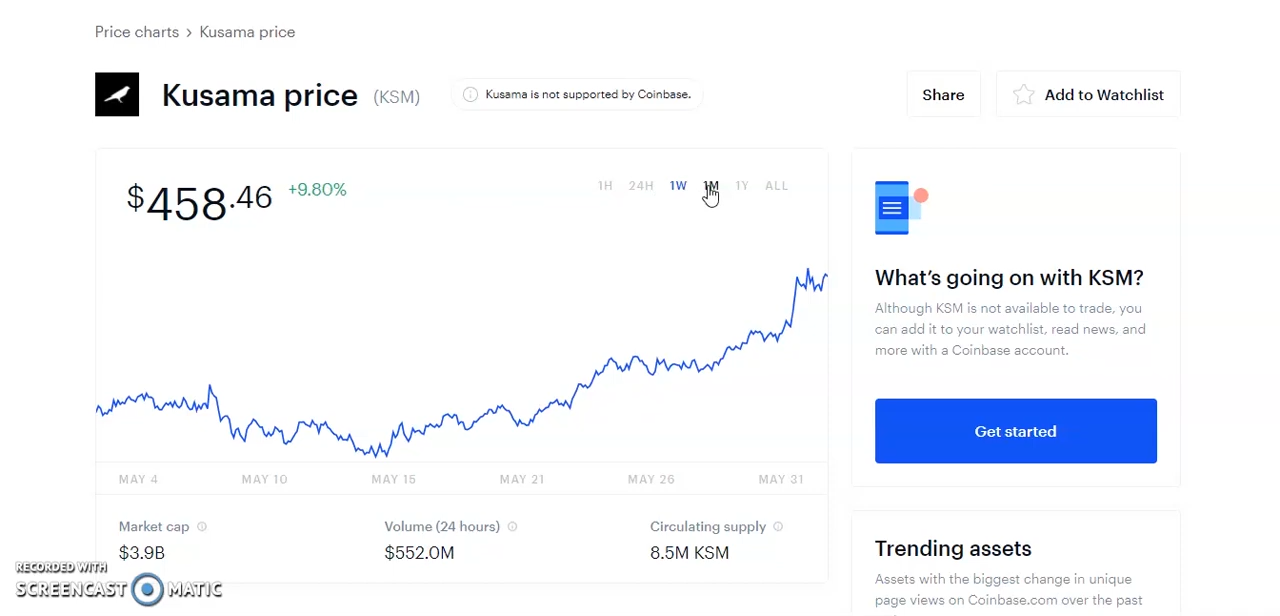 Price charts › Kusama price
Kusama price (KSM)
Kusama is not supported by Coinbase.
Share
Add to Watchlist
$458.46 +9.80%
1H 24H 1W 1M 1Y ALL
MAY 4 MAY 10 MAY 15 MAY 21 MAY 26 MAY 31
Market cap Volume (24 hours) Circulating supply
$3.9B $552.0M 8.5M KSM
What's going on with KSM?
Although KSM is not available to trade, you
can add it to your watchlist, read news, and
more with a Coinbase account.
Get started
Trending assets
Assets with the biggest change in unique
page views on Coinbase.com over the past
RECORDED WITH
SCREENCAST MATIC